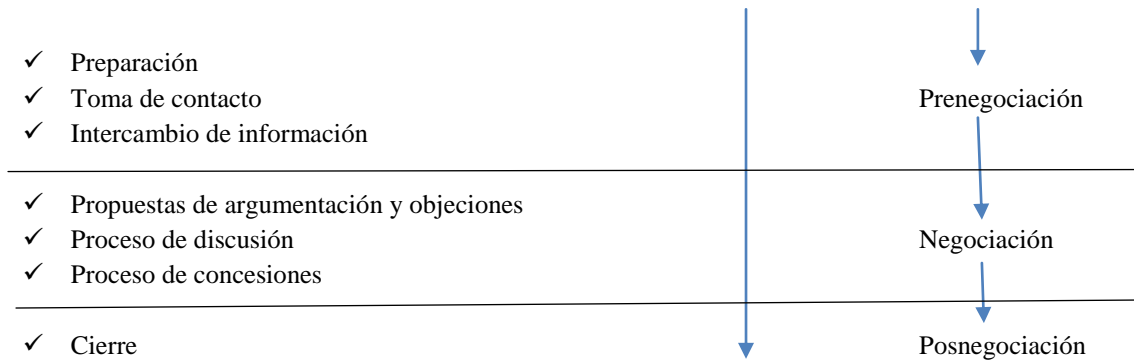 ✓ Preparación
✓ Toma de contacto
Prenegociación
✓ Intercambio de información
✓ Propuestas de argumentación y objeciones
✓ Proceso de discusión
Negociación
✓ Proceso de concesiones
✓ Cierre
Posnegociación